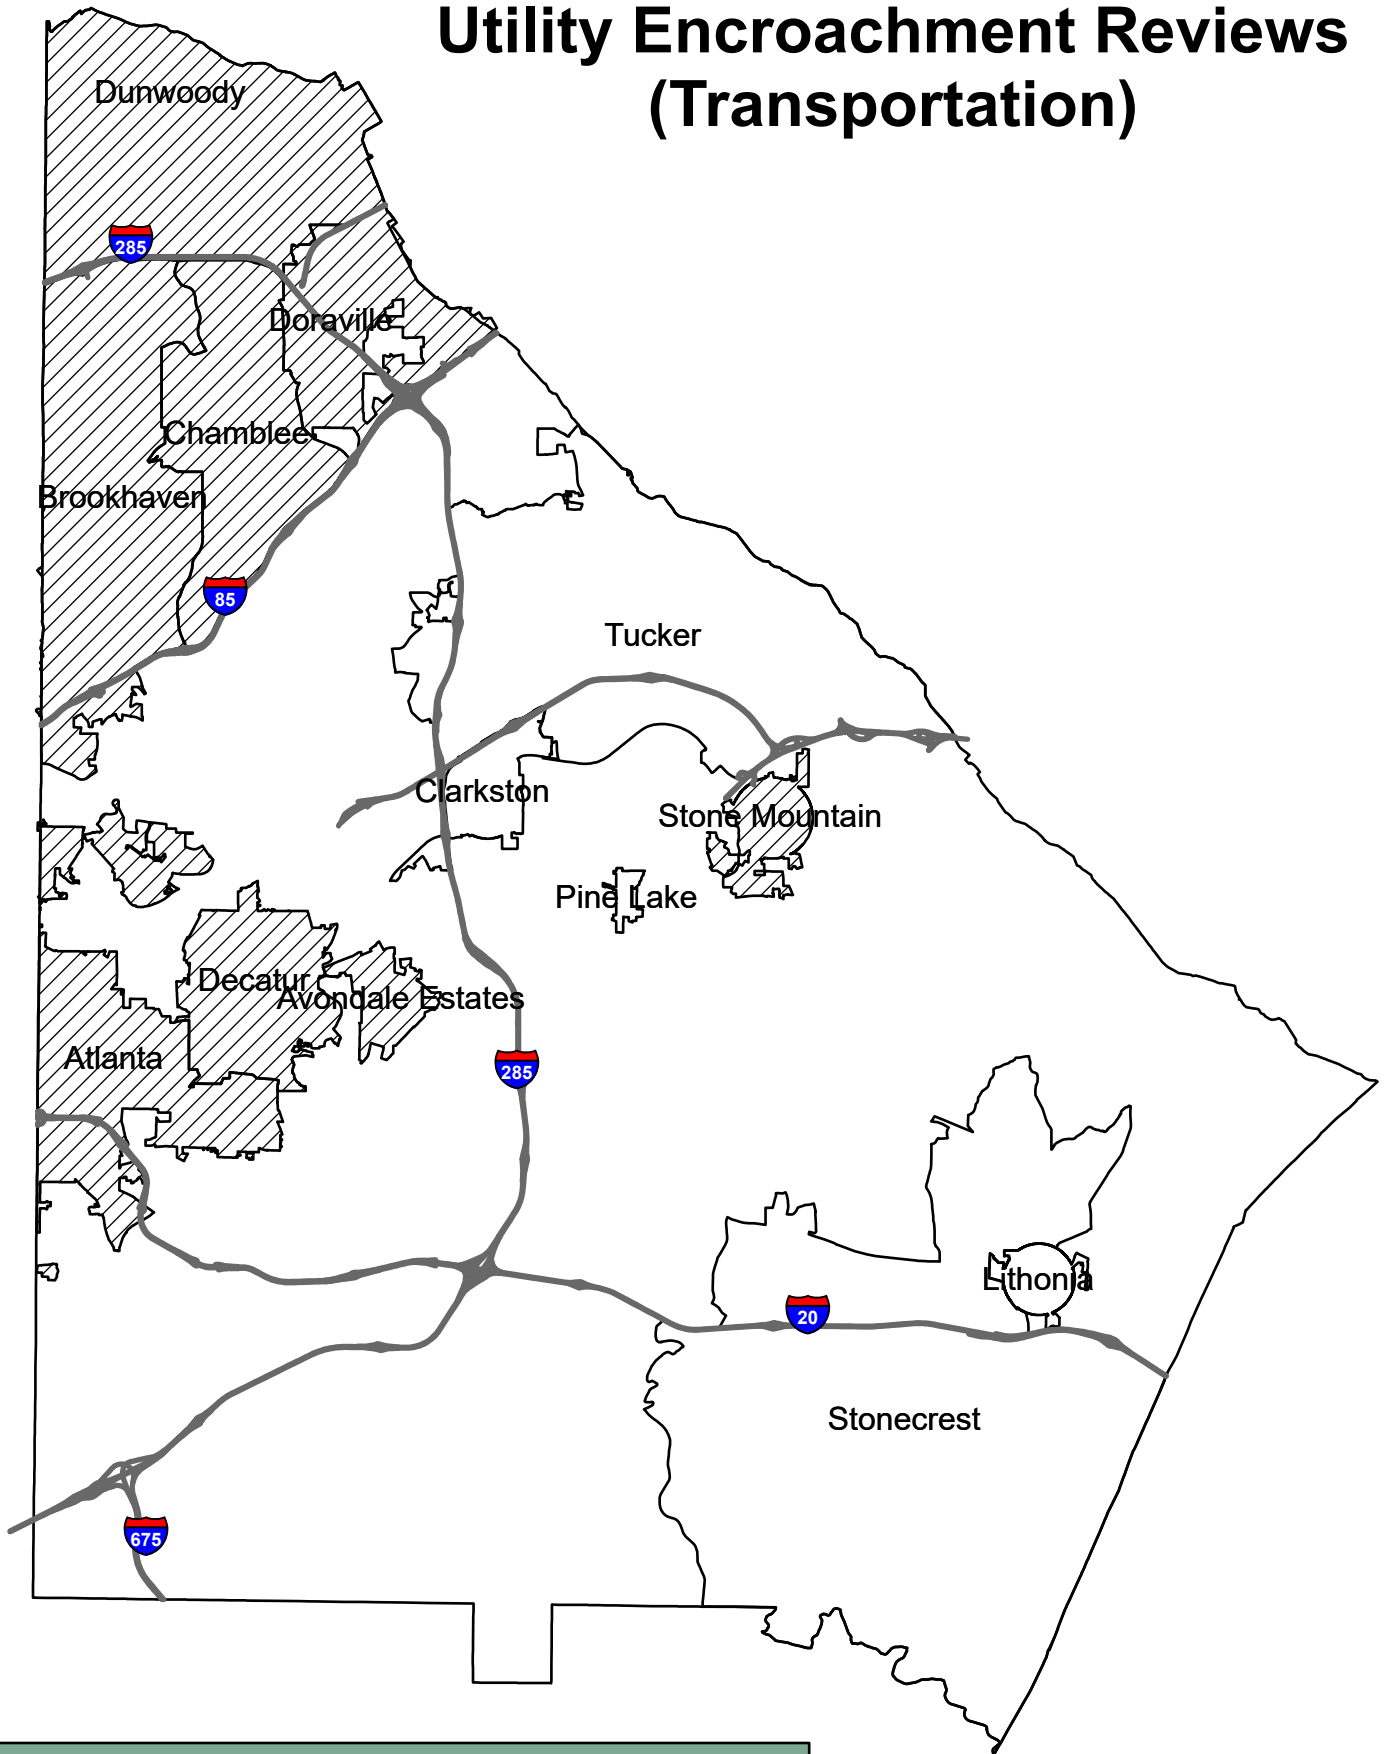 Utility Encroachment Reviews
(Transportation)
Dunwoody
285
Doraville
Chamblee
Brookhaven
85
Tucker
Clarkston
Stone Mountain
Pine Lake
Decatur
Avondale Estates
Atlanta
285
Lithonia
20
Stonecrest
675